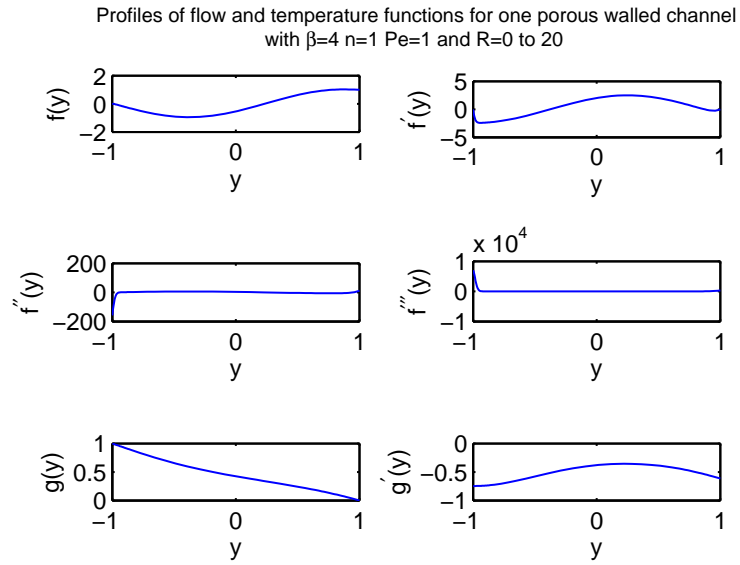 Profiles of flow and temperature functions for one porous walled channel
with β=4 n=1 Pe=1 and R=0 to 20
2
0
−2
f(y)
−1 0 1
y
5
0
−5
f′(y)
−1 0 1
y
200
0
−200
f′′(y)
−1 0 1
y
x 10^4
1
0
−1
f′′′(y)
−1 0 1
y
1
0.5
0
g(y)
−1 0 1
y
0
−0.5
−1
g′(y)
−1 0 1
y